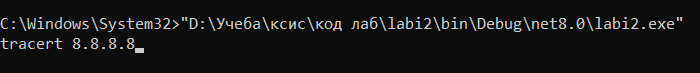 C:\Windows\System32>"D:\Учеба\ксис\код лаб\labi2\bin\Debug\net8.0\labi2.exe"
tracert 8.8.8.8